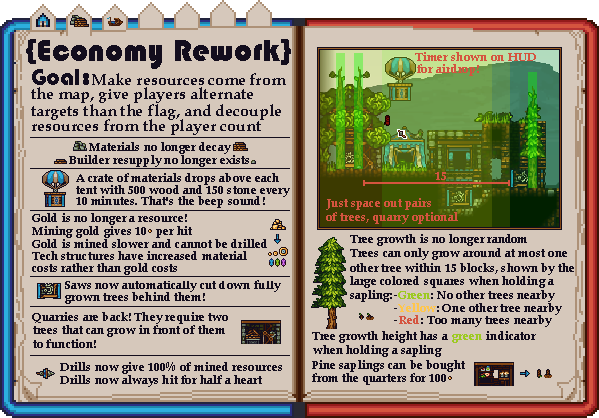 {Economy Rework}
Goal: Make resources come from
the map, give players alternate
targets than the flag, and decouple
resources from the player count
Materials no longer decay
Builder resupply no longer exists.
A crate of materials drops above each
tent with 500 wood and 150 stone every
10 minutes. That's the beep sound!
Gold is no longer a resource!
Mining gold gives 10 per hit
Gold is mined slower and cannot be drilled
Tech structures have increased material
costs rather than gold costs
Saws now automatically cut down fully
grown trees behind them!
Quarries are back! They require two
trees that can grow in front of them
to function!
Drills now give 100% of mined resources
Drills now always hit for half a heart
Timer shown on HUD
for airdrop!
15
Just space out pairs
of trees, quarry optional
Tree growth is no longer random
Trees can only grow around at most one
other tree within 15 blocks, shown by the
large colored squares when holding a
sapling: -Green: No other trees nearby
-Yellow: One other tree nearby
-Red: Too many trees nearby
Tree growth height has a green indicator
when holding a sapling
Pine saplings can be bought
from the quarters for 100